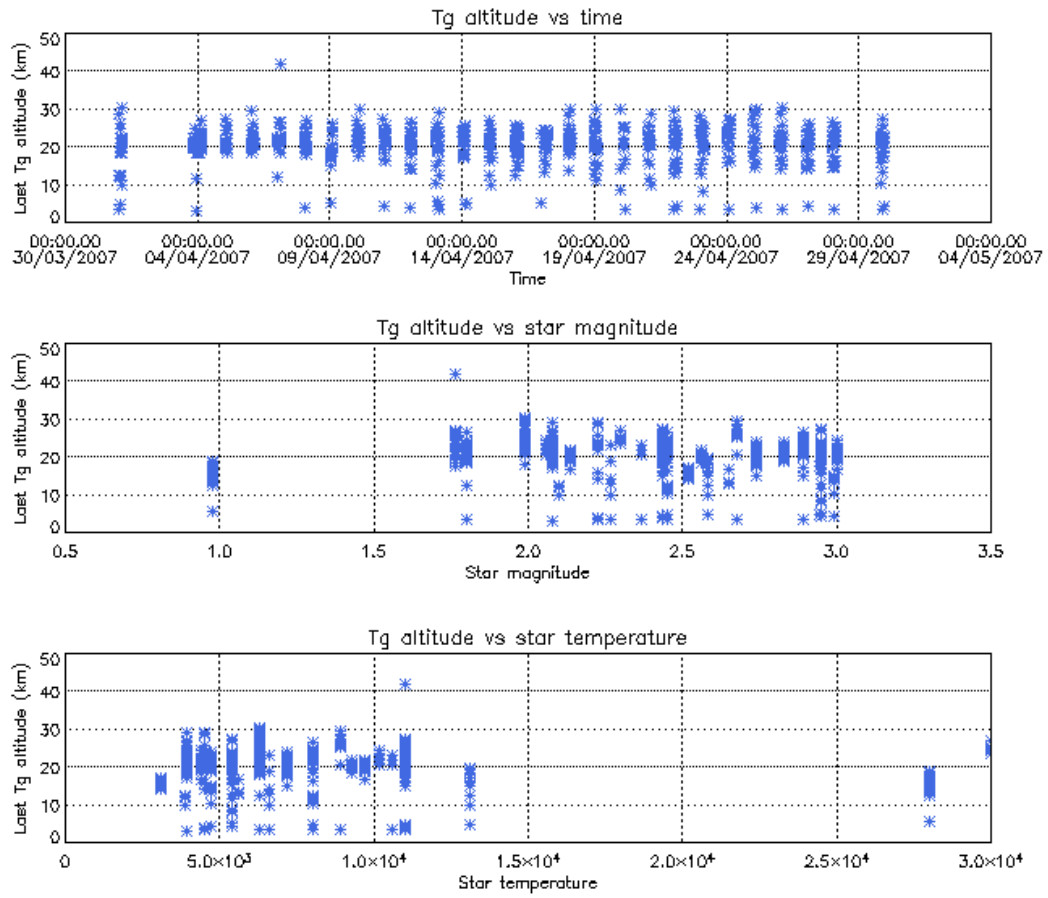 Tg altitude vs time
Last Tg altitude (km)
50
40
30
20
10
0
00:00.00 00:00.00 00:00.00 00:00.00 00:00.00 00:00.00 00:00.00 00:00.00
30/03/2007 04/04/2007 09/04/2007 14/04/2007 19/04/2007 24/04/2007 29/04/2007 04/05/2007
Time
Tg altitude vs star magnitude
Last Tg altitude (km)
50
40
30
20
10
0
0.5 1.0 1.5 2.0 2.5 3.0 3.5
Star magnitude
Tg altitude vs star temperature
Last Tg altitude (km)
50
40
30
20
10
0
0 5.0×10³ 1.0×10⁴ 1.5×10⁴ 2.0×10⁴ 2.5×10⁴ 3.0×10⁴
Star temperature